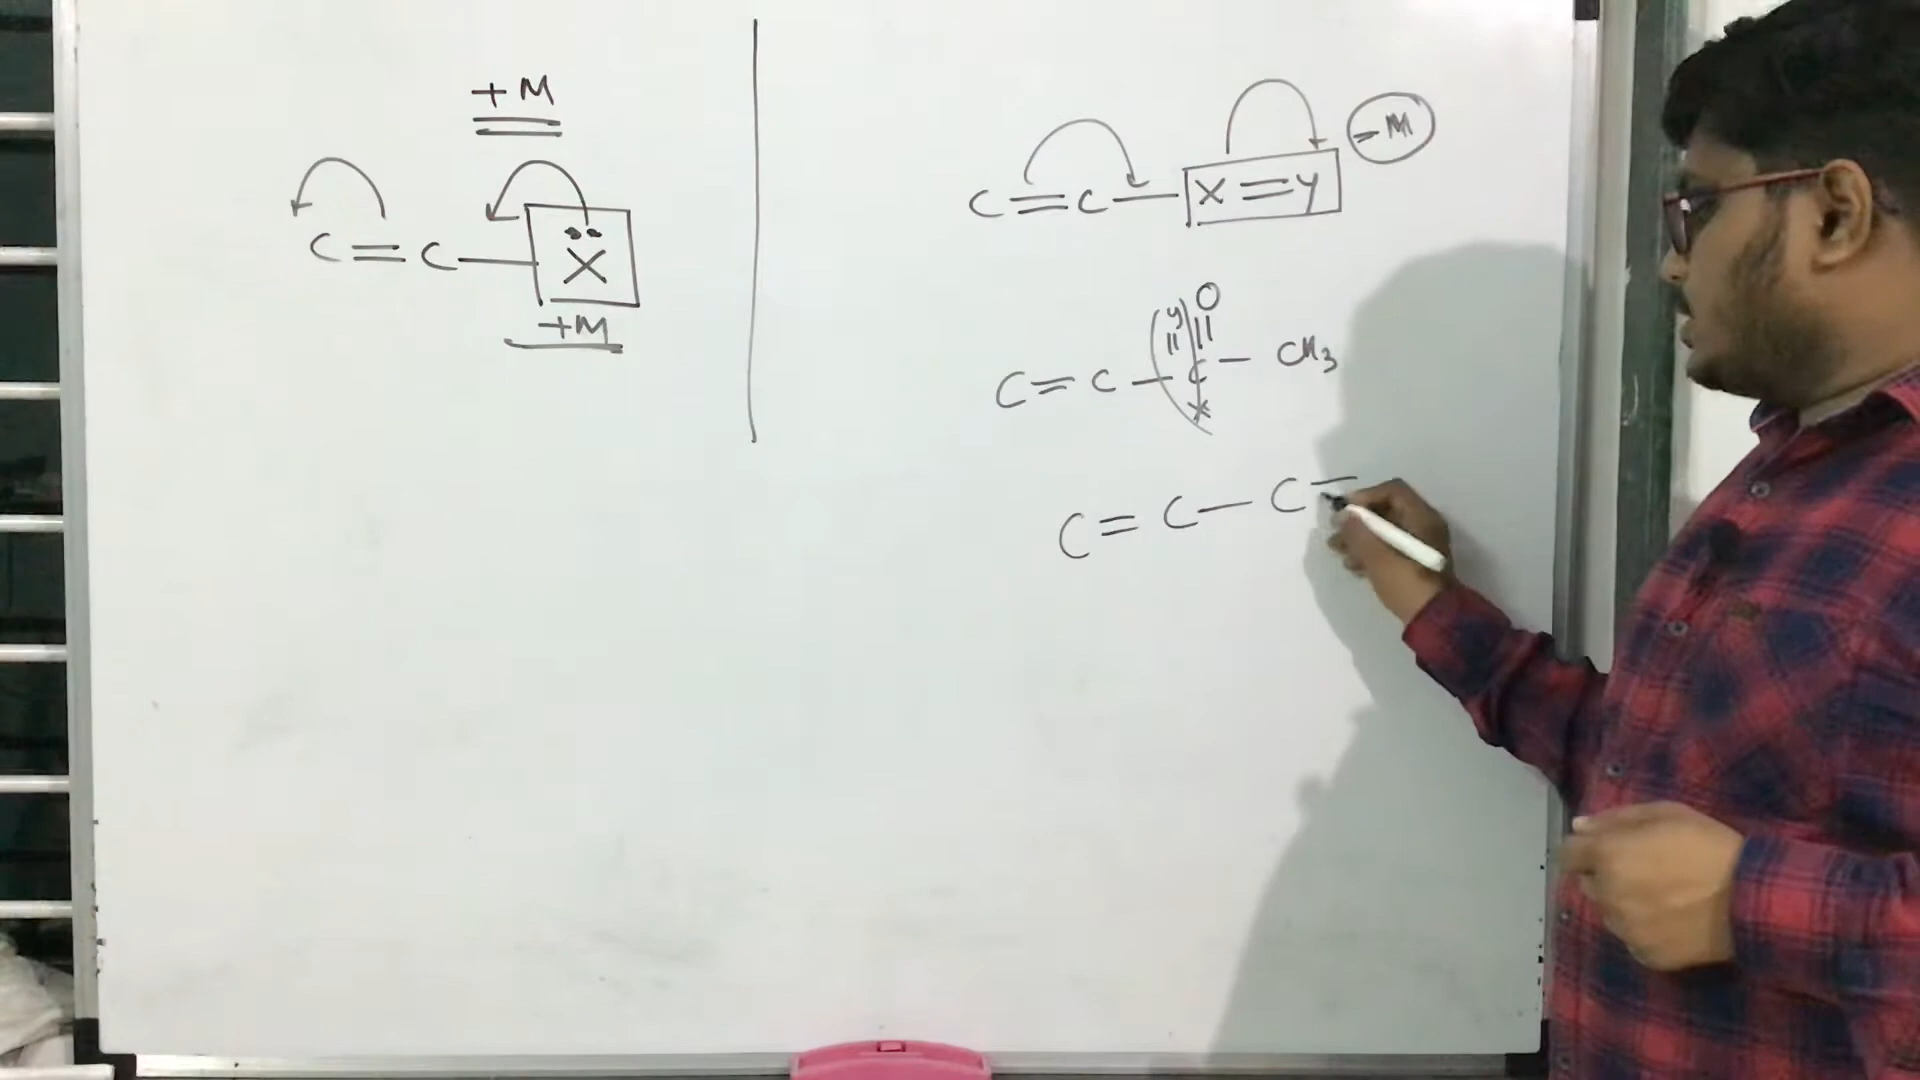 +M
C=C—Ẍ
+M
C=C—X=Y
-M
y O
|| ||
C=C—C—CH3
X
C=C—C—